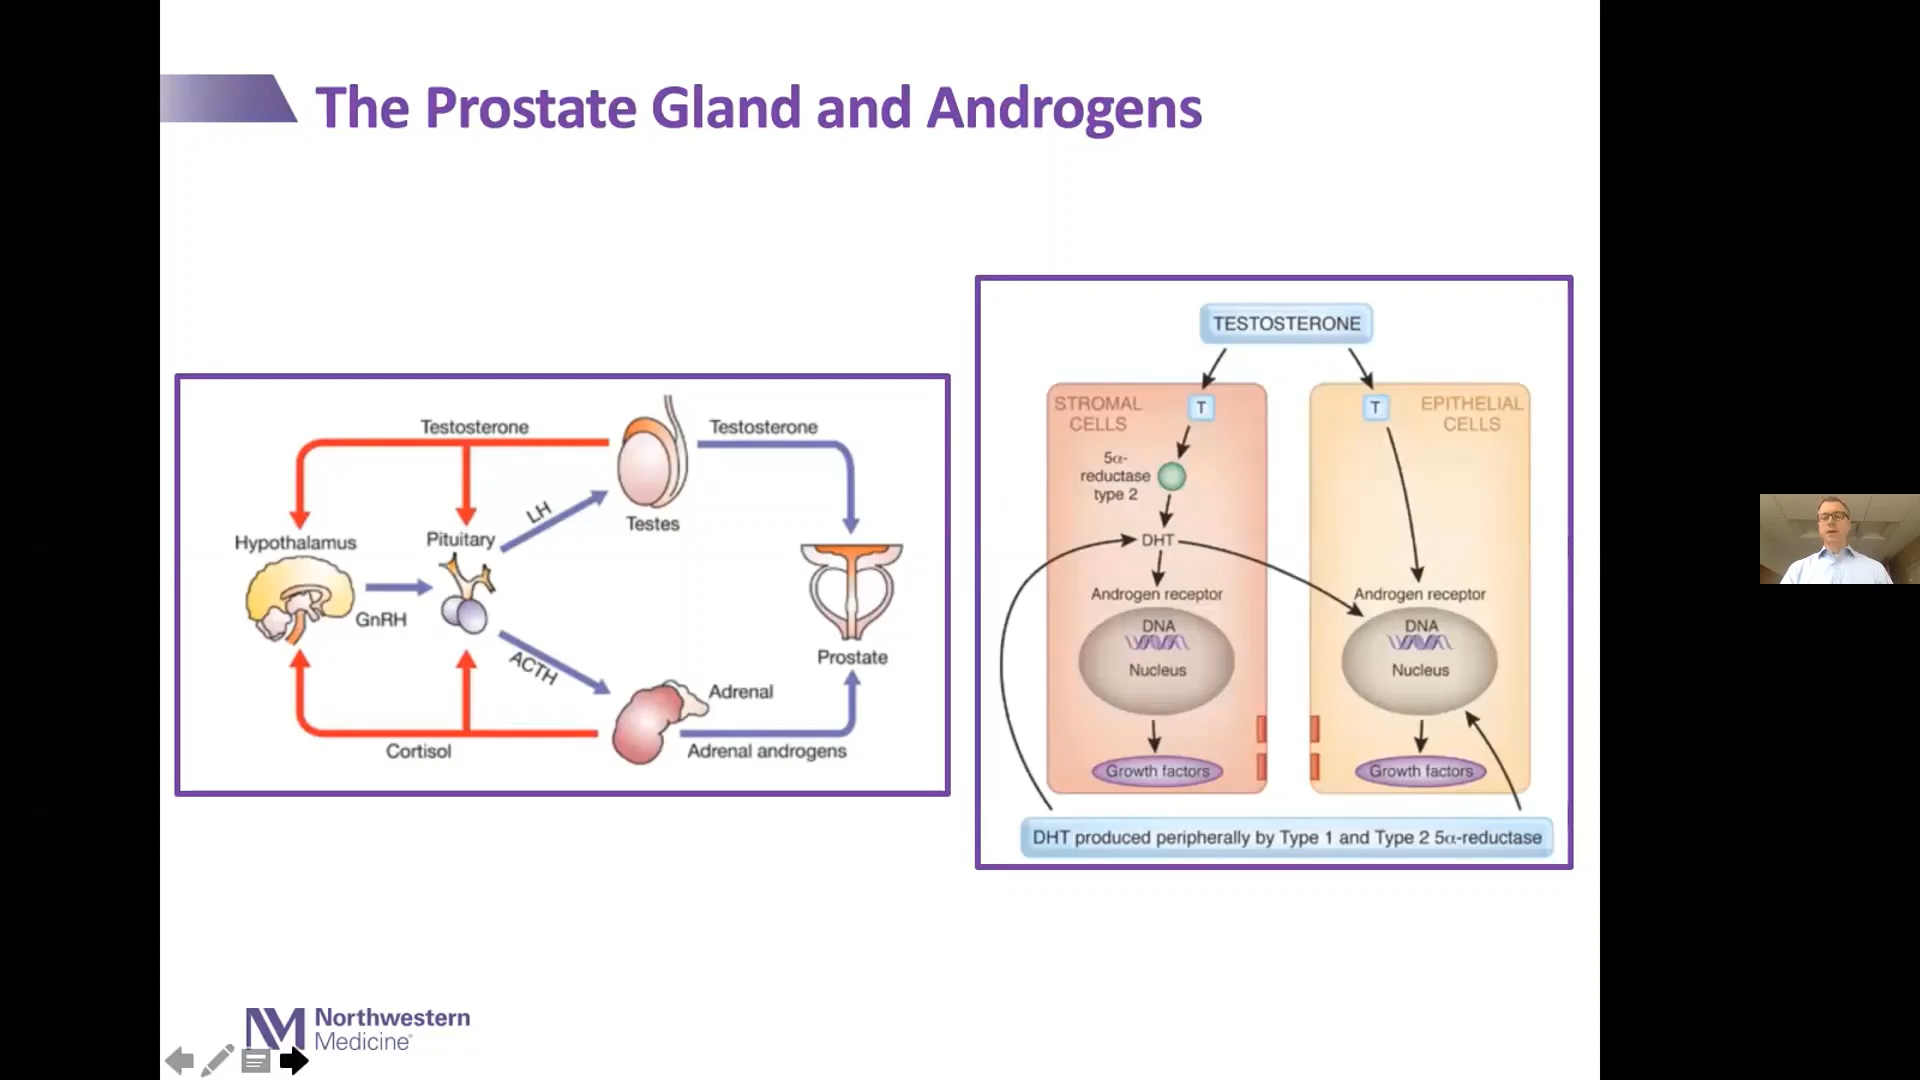 The Prostate Gland and Androgens
Testosterone
Testosterone
LH
Testes
Hypothalamus
Pituitary
GnRH
ACTH
Prostate
Adrenal
Cortisol
Adrenal androgens
TESTOSTERONE
STROMAL
CELLS
T
5α-
reductase
type 2
DHT
Androgen receptor
DNA
Nucleus
Growth factors
T
EPITHELIAL
CELLS
Androgen receptor
DNA
Nucleus
Growth factors
DHT produced peripherally by Type 1 and Type 2 5α-reductase
NM
Northwestern
Medicine®